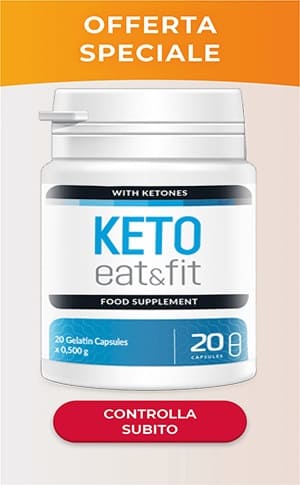 OFFERTA
SPECIALE
WITH KETONES
KETO
eat&fit
FOOD SUPPLEMENT
20 Gelatin Capsules
x 0,500 g
20
CAPSULES
CONTROLLA
SUBITO